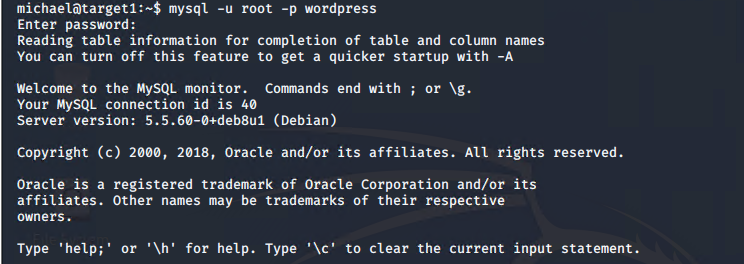 michael@target1:~$ mysql -u root -p wordpress
Enter password:
Reading table information for completion of table and column names
You can turn off this feature to get a quicker startup with -A
Welcome to the MySQL monitor.  Commands end with ; or \g.
Your MySQL connection id is 40
Server version: 5.5.60-0+deb8u1 (Debian)
Copyright (c) 2000, 2018, Oracle and/or its affiliates. All rights reserved.
Oracle is a registered trademark of Oracle Corporation and/or its
affiliates. Other names may be trademarks of their respective
owners.
Type 'help;' or '\h' for help. Type '\c' to clear the current input statement.